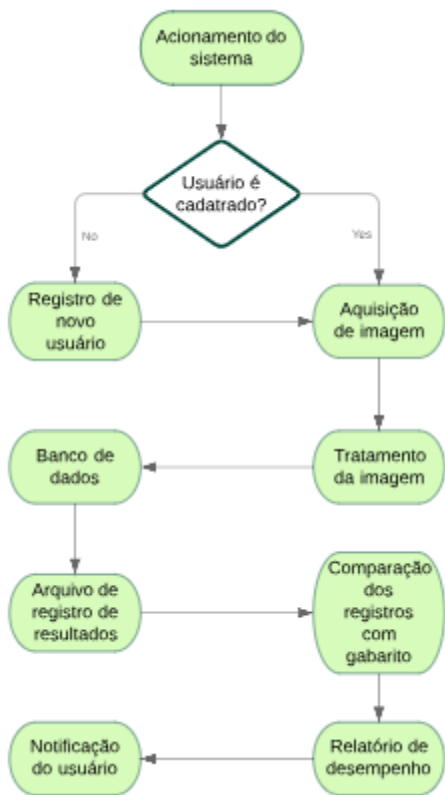 Acionamento do
sistema
Usuário é
cadatrado?
No
Yes
Registro de
novo
usuário
Aquisição
de imagem
Banco de
dados
Tratamento
da imagem
Arquivo de
registro de
resultados
Comparação
dos
registros
com
gabarito
Notificação
do usuário
Relatório de
desempenho